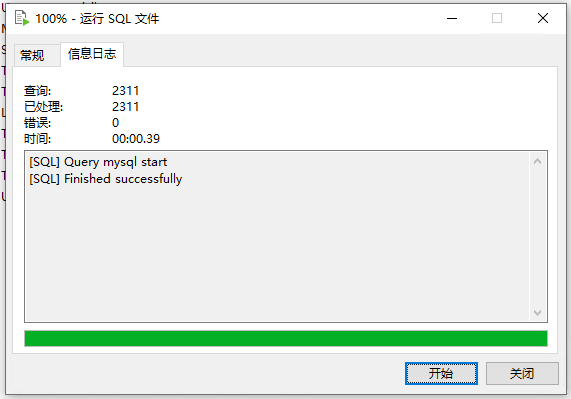 100% - 运行 SQL 文件
常规 信息日志
查询: 2311
已处理: 2311
错误: 0
时间: 00:00.39
[SQL] Query mysql start
[SQL] Finished successfully
开始 关闭